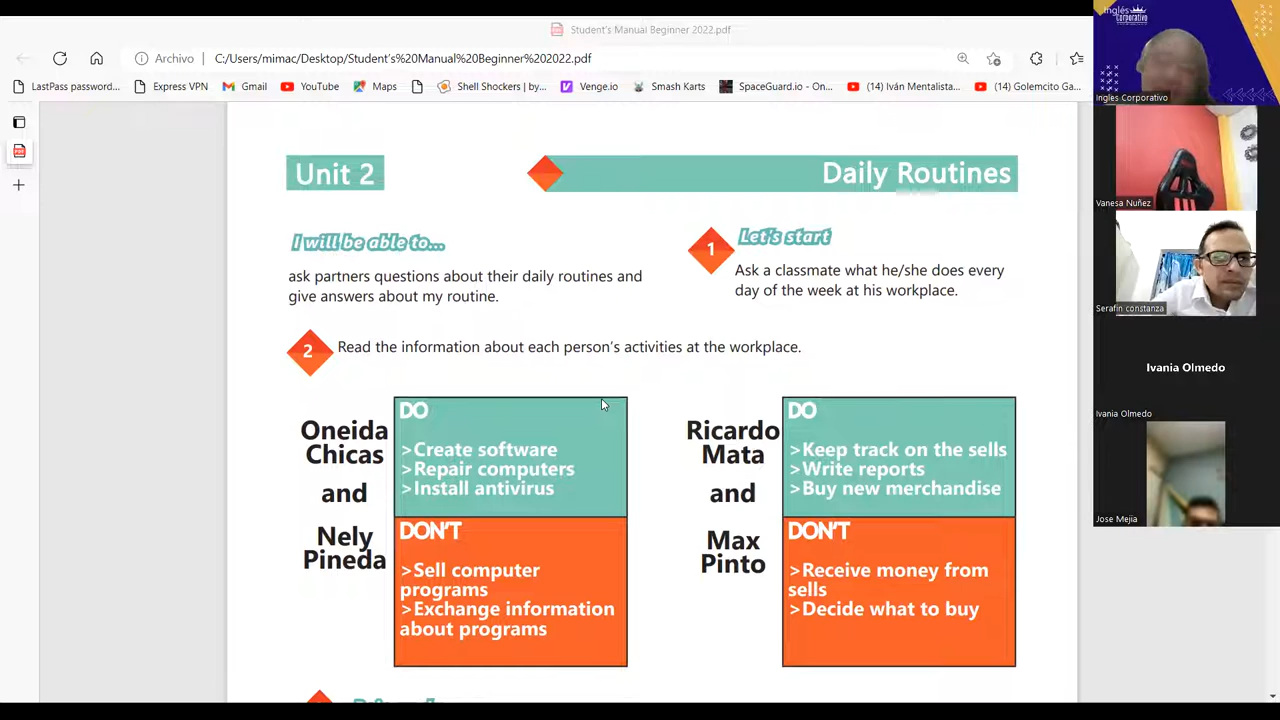 Student's Manual Beginner 2022.pdf
Archivo
C:/Users/mimac/Desktop/Student's%20Manual%20Beginner%202022.pdf
LastPass password...
Express VPN
Gmail
YouTube
Maps
Shell Shockers | by...
Venge.io
Smash Karts
SpaceGuard.io - On...
(14) Iván Mentalista...
(14) Golemcito Ga...
Unit 2
Daily Routines
I will be able to...
ask partners questions about their daily routines and
give answers about my routine.
1
Let's start
Ask a classmate what he/she does every
day of the week at his workplace.
2
Read the information about each person's activities at the workplace.
Oneida
Chicas
and
Nely
Pineda
DO
>Create software
>Repair computers
>Install antivirus
DON'T
>Sell computer
programs
>Exchange information
about programs
Ricardo
Mata
and
Max
Pinto
DO
>Keep track on the sells
>Write reports
>Buy new merchandise
DON'T
>Receive money from
sells
>Decide what to buy
Inglés
Corporativo
Ingles Corporativo
Vanesa Nuñez
Serafin constanza
Ivania Olmedo
Ivania Olmedo
Jose Mejia